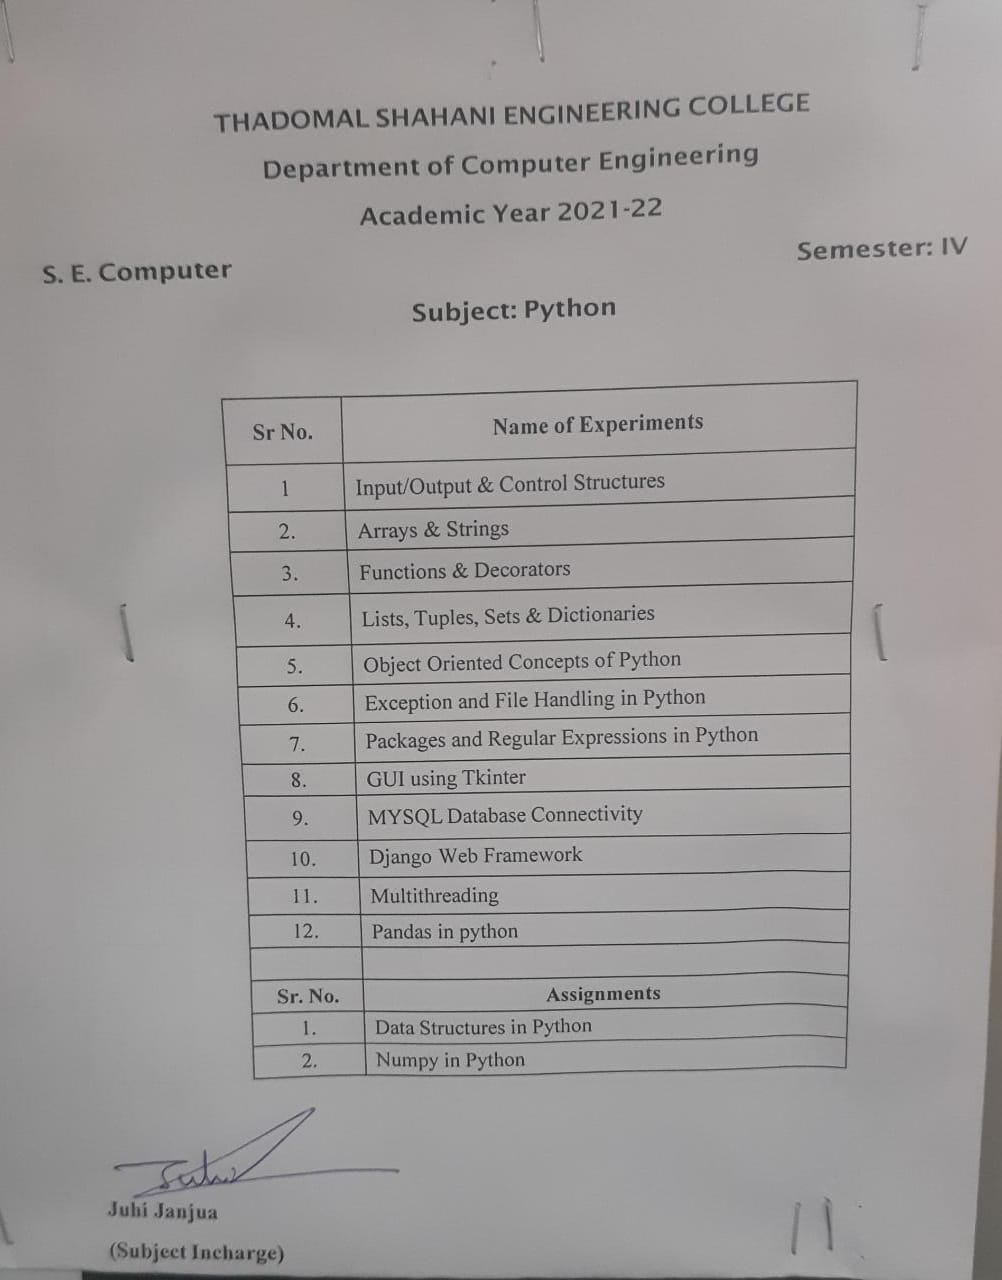 THADOMAL SHAHANI ENGINEERING COLLEGE
Department of Computer Engineering
Academic Year 2021-22
Semester: IV
S. E. Computer
Subject: Python
Sr No. Name of Experiments
1 Input/Output & Control Structures
2. Arrays & Strings
3. Functions & Decorators
4. Lists, Tuples, Sets & Dictionaries
5. Object Oriented Concepts of Python
6. Exception and File Handling in Python
7. Packages and Regular Expressions in Python
8. GUI using Tkinter
9. MYSQL Database Connectivity
10. Django Web Framework
11. Multithreading
12. Pandas in python
Sr. No. Assignments
1. Data Structures in Python
2. Numpy in Python
Juhi Janjua
(Subject Incharge)